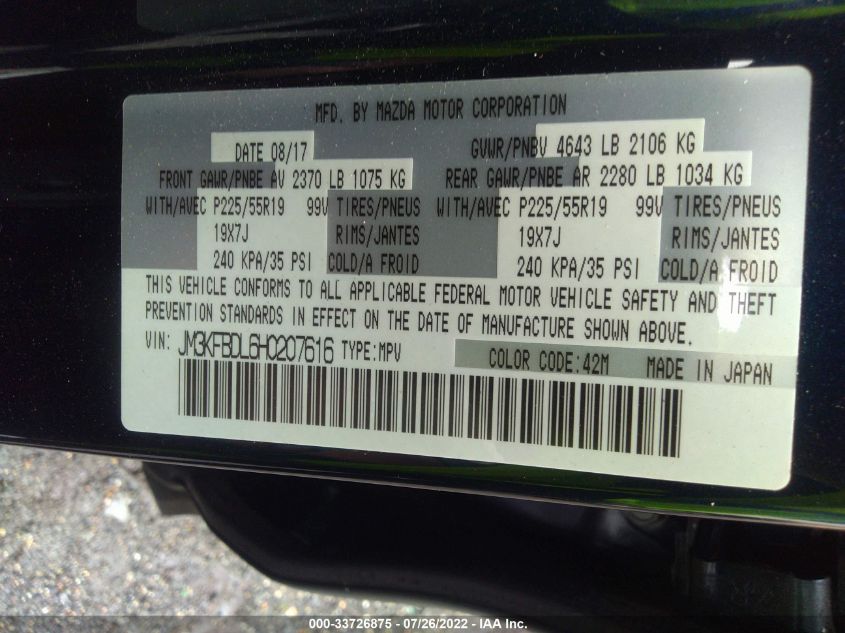 MFD. BY MAZDA MOTOR CORPORATION
DATE 08/17 GVWR/PNBV 4643 LB 2106 KG
FRONT GAWR/PNBE AV 2370 LB 1075 KG REAR GAWR/PNBE AR 2280 LB 1034 KG
WITH/AVEC P225/55R19 99V TIRES/PNEUS WITH/AVEC P225/55R19 99V TIRES/PNEUS
19X7J RIMS/JANTES 19X7J RIMS/JANTES
240 KPA/35 PSI COLD/A FROID 240 KPA/35 PSI COLD/A FROID
THIS VEHICLE CONFORMS TO ALL APPLICABLE FEDERAL MOTOR VEHICLE SAFETY AND THEFT
PREVENTION STANDARDS IN EFFECT ON THE DATE OF MANUFACTURE SHOWN ABOVE.
VIN: JM3KFBDL6H0207616 TYPE:MPV COLOR CODE:42M MADE IN JAPAN
000-33726875 - 07/26/2022 - IAA Inc.